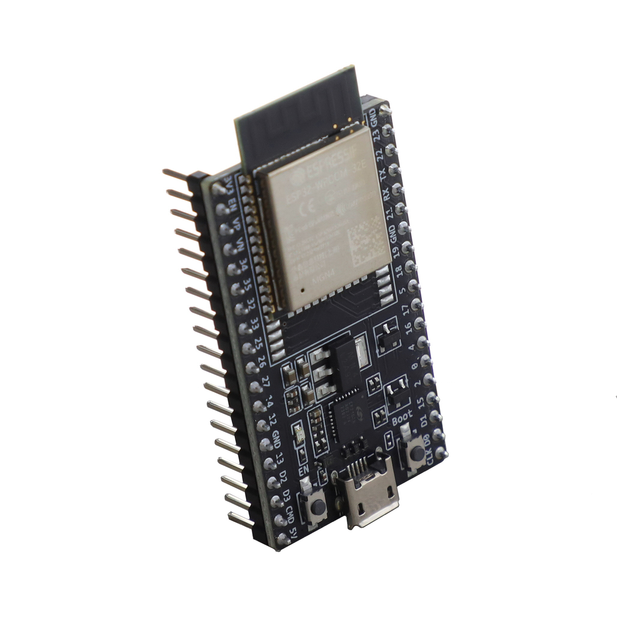 ESPRESSIF
3V3
EN
VP
VN
34
35
32
33
25
26
27
14
12
GND
13
D2
D3
CMD
5V
GND
23
22
TX
RX
21
GND
19
18
5
17
16
4
0
2
15
D1
D0
CLK
Boot
EN